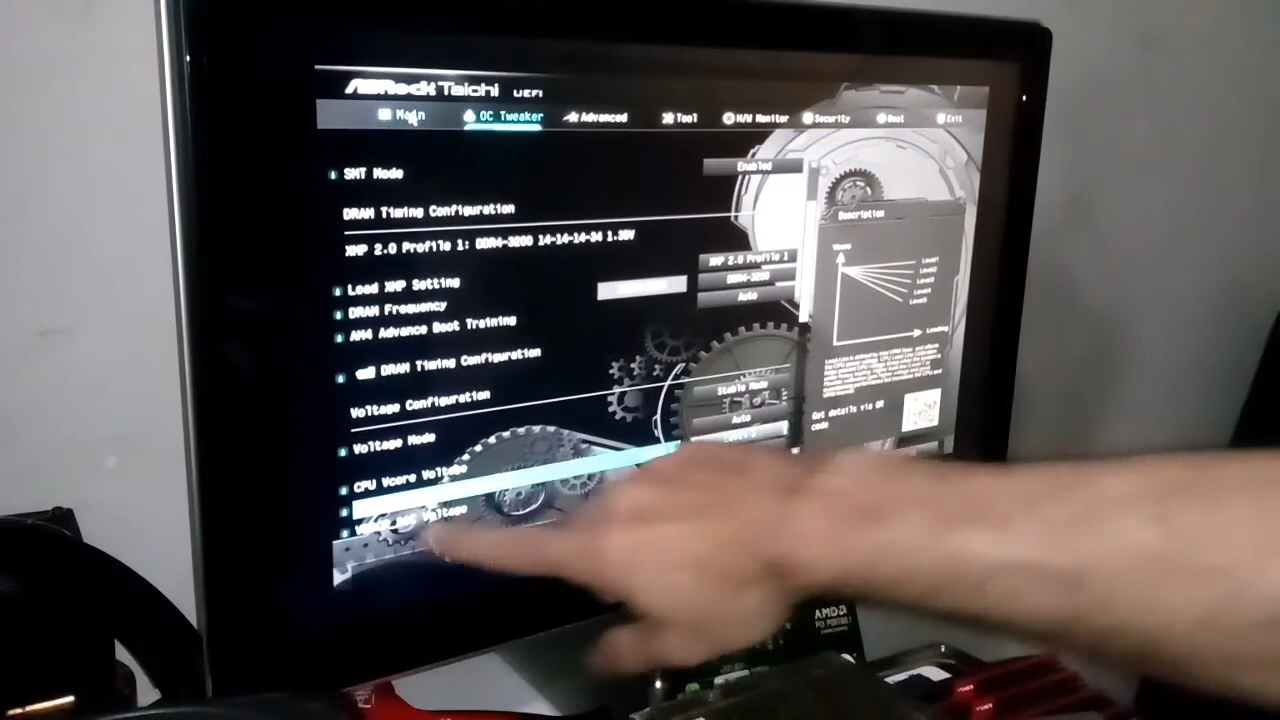 ASRock Taichi UEFI
Main OC Tweaker Advanced Tool H/W Monitor Security Boot Exit
SMT Mode Enabled
DRAM Timing Configuration
XMP 2.0 Profile 1: DDR4-3200 14-14-14-34 1.35V
Load XMP Setting XMP 2.0 Profile 1
DRAM Frequency DDR4-3200
AM4 Advance Boot Training Auto
DRAM Timing Configuration
Voltage Configuration
Voltage Mode Stable Mode
CPU Vcore Voltage Auto
Voltage
Description
Vcore
Level1
Level2
Level3
Level4
Level5
Loading
Get details via QR
code
AMD